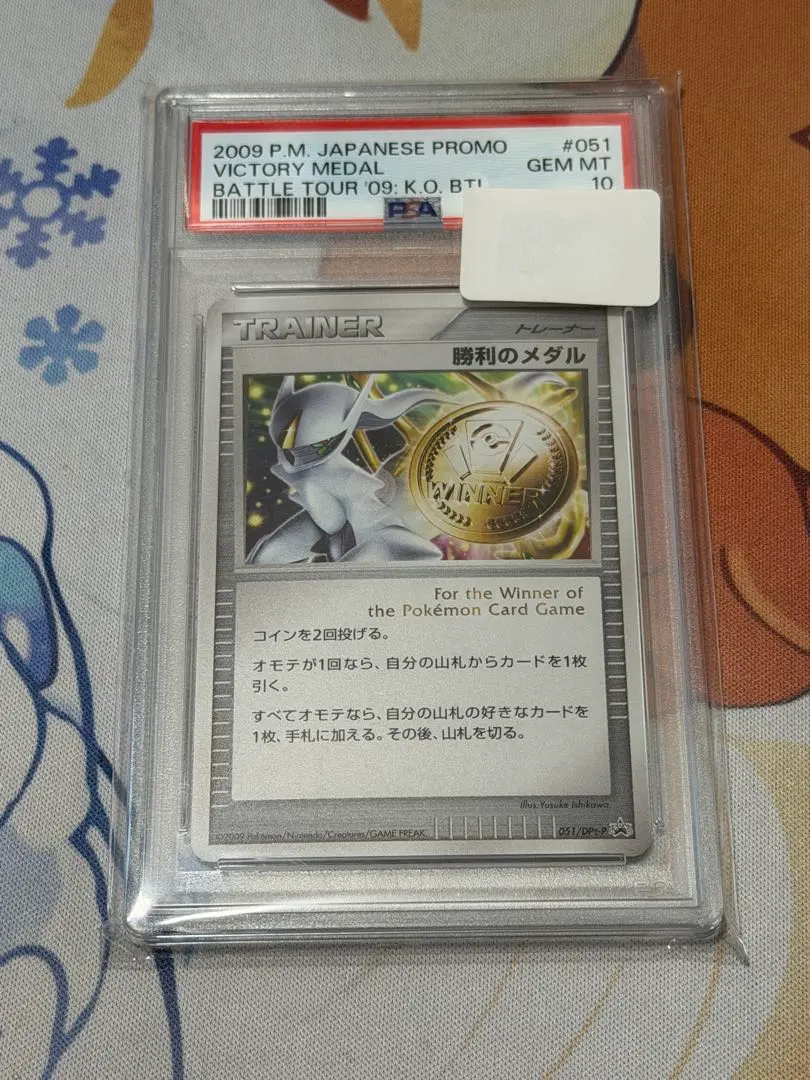 2009 P.M. JAPANESE PROMO #051
VICTORY MEDAL GEM MT
BATTLE TOUR '09: K.O. BTL 10
PSA
TRAINER トレーナー
勝利のメダル
WINNER
For the Winner of
the Pokémon Card Game
コインを2回投げる。
オモテが1回なら、自分の山札からカードを1枚
引く。
すべてオモテなら、自分の山札の好きなカードを
1枚、手札に加える。その後、山札を切る。
Illus. Yusuke Ishikawa
©2009 Pokémon/Nintendo/Creatures/GAME FREAK.
051/DPt-P